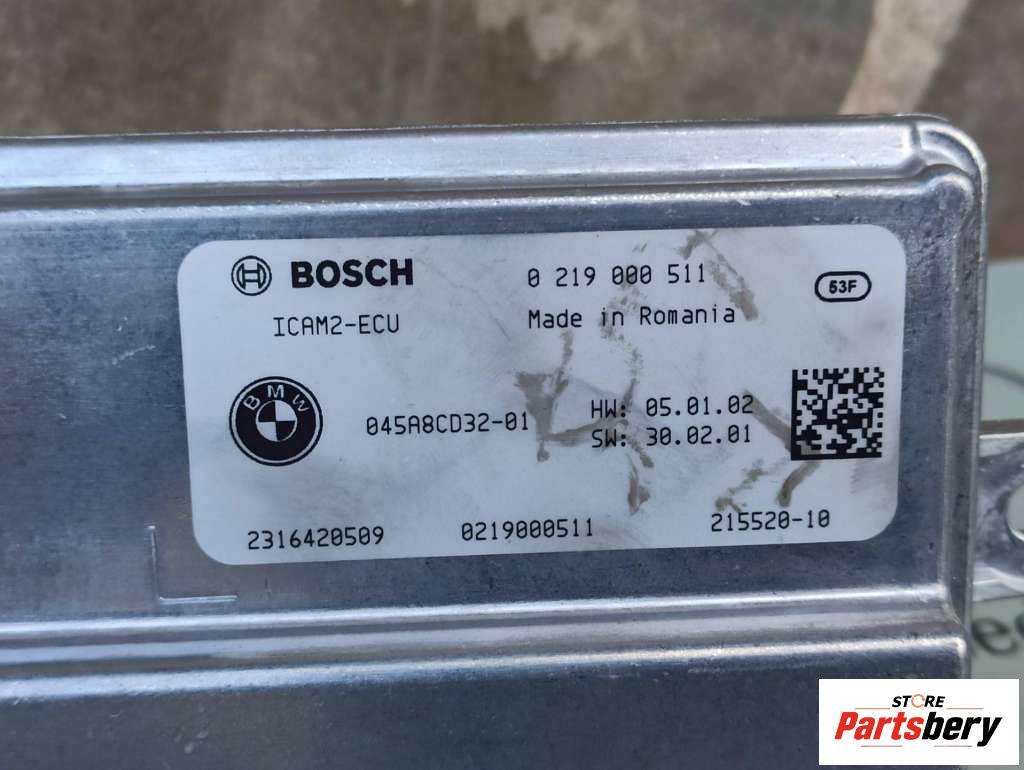 BOSCH 0 219 000 511 53F
ICAM2-ECU Made in Romania
BMW
045A8CD32-01 HW: 05.01.02
SW: 30.02.01
2316420509 0219000511 215520-10
STORE
Partsbery